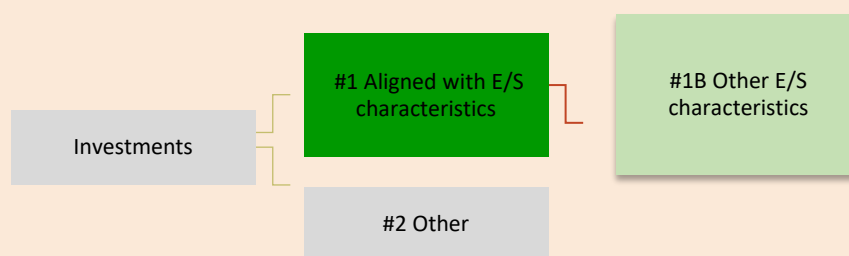 #1 Aligned with E/S
characteristics
#1B Other E/S
characteristics
Investments
#2 Other